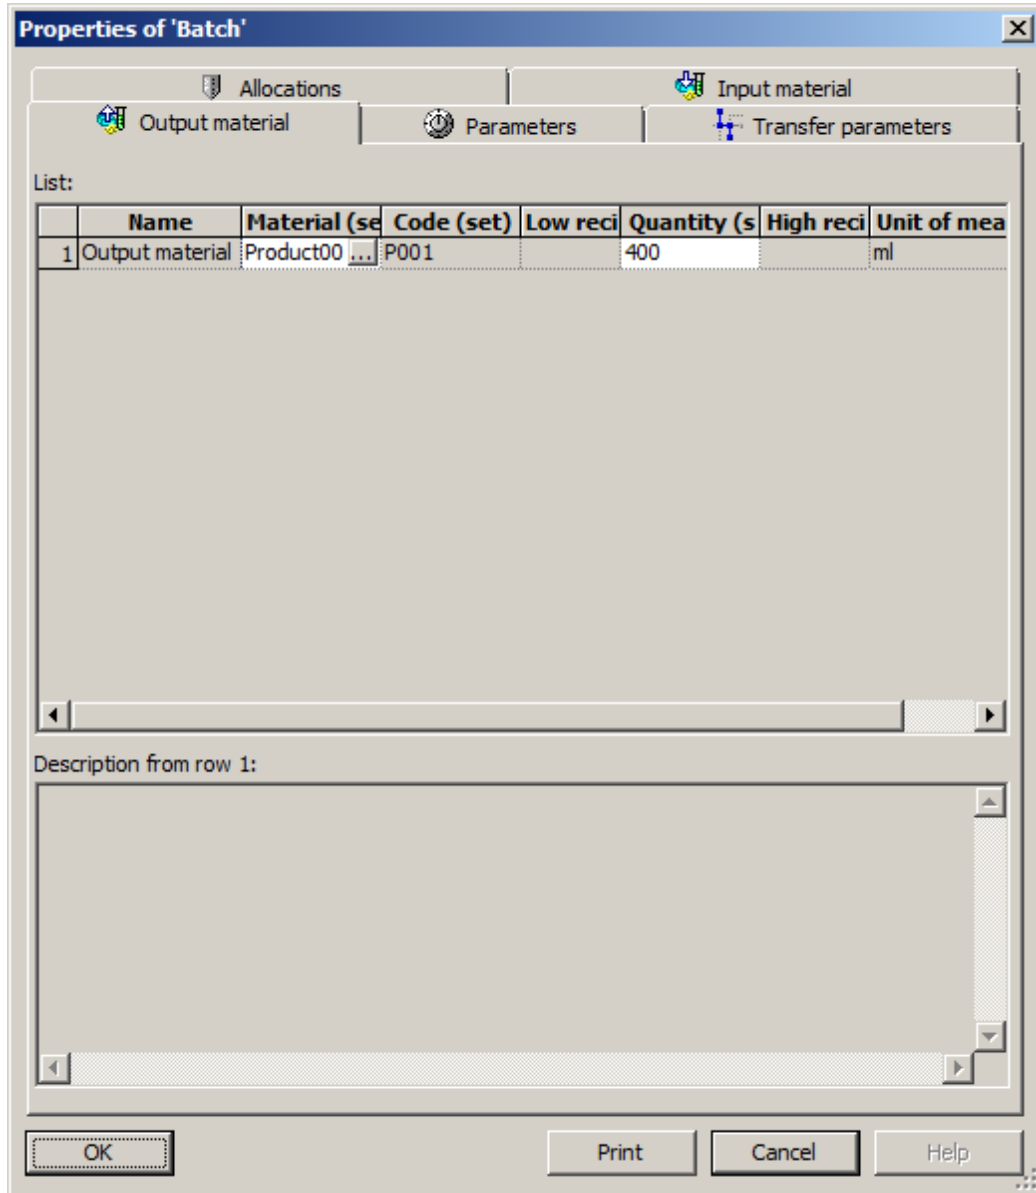 Properties of 'Batch'
Allocations Input material
Output material Parameters Transfer parameters
List:
Name Material (se Code (set) Low reci Quantity (s High reci Unit of mea
1 Output material Product00 ... P001 400 ml
Description from row 1:
OK Print Cancel Help